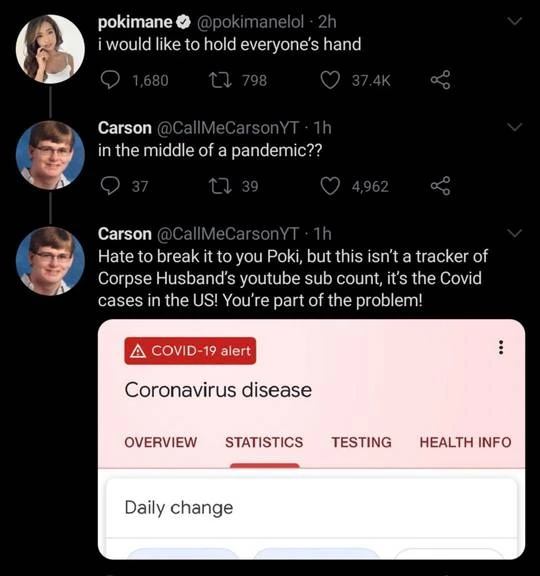 pokimane @pokimanelol · 2h
i would like to hold everyone's hand
1,680 798 37.4K
Carson @CallMeCarsonYT · 1h
in the middle of a pandemic??
37 39 4,962
Carson @CallMeCarsonYT · 1h
Hate to break it to you Poki, but this isn't a tracker of
Corpse Husband's youtube sub count, it's the Covid
cases in the US! You're part of the problem!
COVID-19 alert
Coronavirus disease
OVERVIEW STATISTICS TESTING HEALTH INFO
Daily change